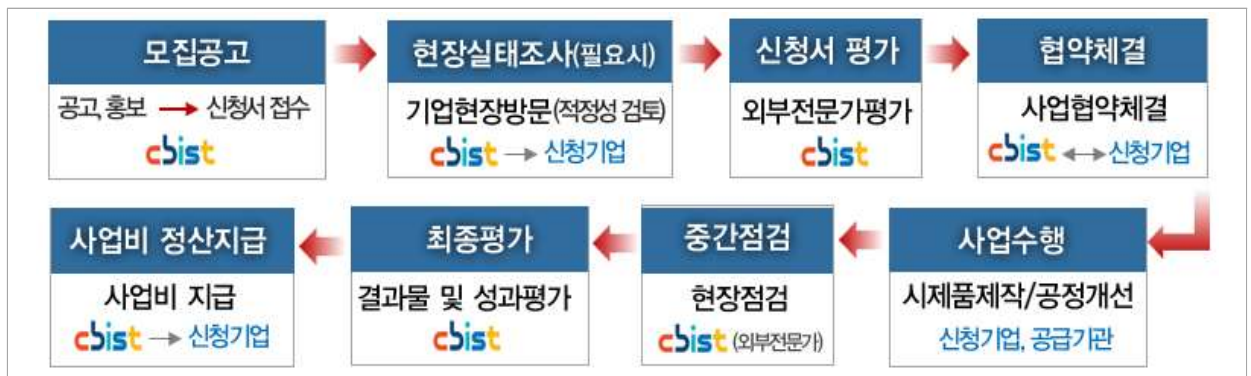 모집공고
공고, 홍보 → 신청서 접수
cbist
현장실태조사(필요시)
기업현장방문(적정성 검토)
cbist → 신청기업
신청서 평가
외부전문가평가
cbist
협약체결
사업협약체결
cbist ↔ 신청기업
사업수행
시제품제작/공정개선
신청기업, 공급기관
중간점검
현장점검
cbist (외부전문가)
최종평가
결과물 및 성과평가
cbist
사업비 정산지급
사업비 지급
cbist → 신청기업